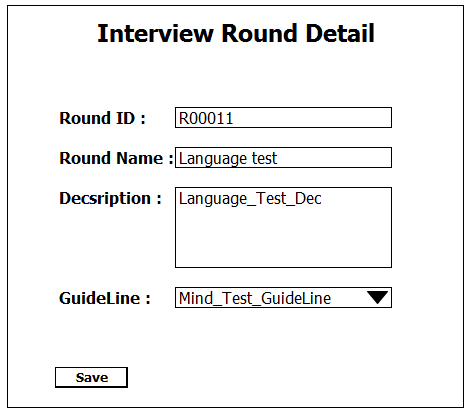 Interview Round Detail
Round ID : R00011
Round Name : Language test
Decsription : Language_Test_Dec
GuideLine : Mind_Test_GuideLine
Save